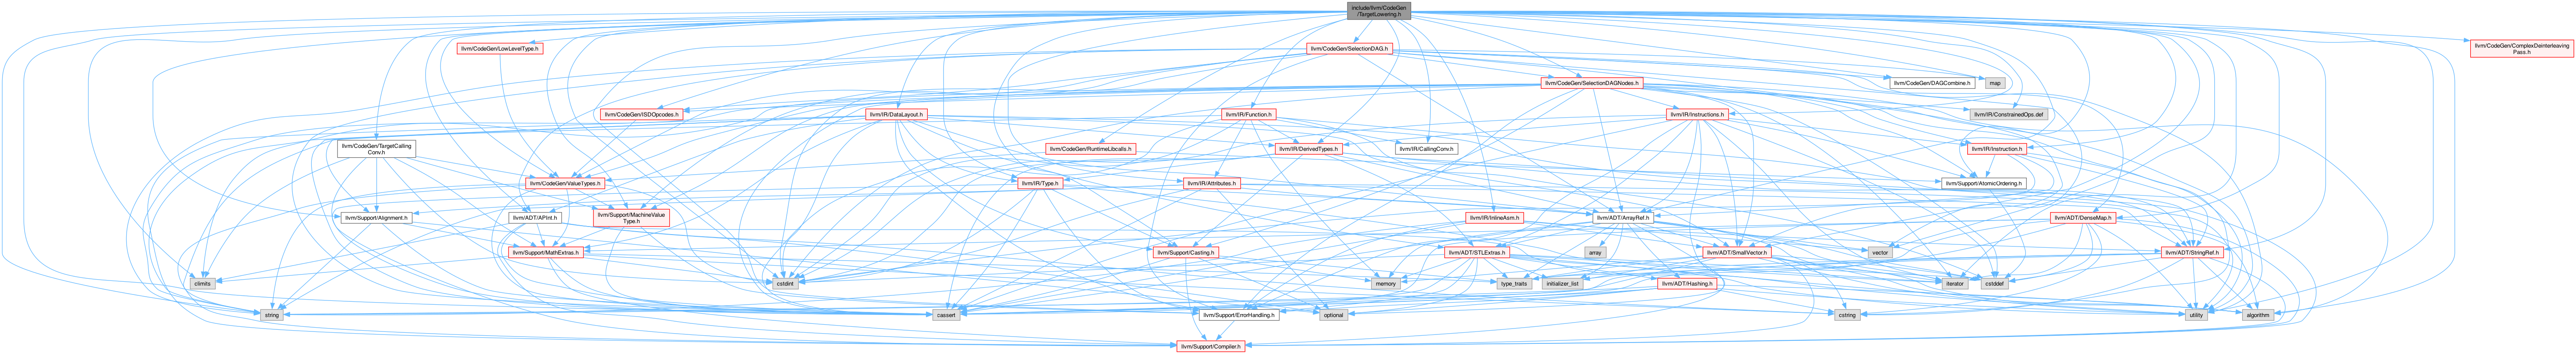 include/llvm/CodeGen
/TargetLowering.h
llvm/CodeGen/LowLevelType.h
llvm/CodeGen/SelectionDAG.h
llvm/CodeGen/ComplexDeinterleaving
Pass.h
llvm/CodeGen/SelectionDAGNodes.h
llvm/CodeGen/DAGCombine.h
map
llvm/CodeGen/ISDOpcodes.h
llvm/IR/DataLayout.h
llvm/IR/Function.h
llvm/IR/Instructions.h
llvm/IR/ConstrainedOps.def
llvm/CodeGen/TargetCalling
Conv.h
llvm/CodeGen/RuntimeLibcalls.h
llvm/IR/DerivedTypes.h
llvm/IR/CallingConv.h
llvm/IR/Instruction.h
llvm/CodeGen/ValueTypes.h
llvm/IR/Type.h
llvm/IR/Attributes.h
llvm/Support/AtomicOrdering.h
llvm/Support/Alignment.h
llvm/ADT/APInt.h
llvm/Support/MachineValue
Type.h
llvm/IR/InlineAsm.h
llvm/ADT/ArrayRef.h
llvm/ADT/DenseMap.h
llvm/Support/MathExtras.h
llvm/Support/Casting.h
llvm/ADT/STLExtras.h
array
llvm/ADT/SmallVector.h
vector
llvm/ADT/StringRef.h
climits
cstdint
memory
type_traits
initializer_list
llvm/ADT/Hashing.h
iterator
cstddef
string
cassert
llvm/Support/ErrorHandling.h
optional
cstring
utility
algorithm
llvm/Support/Compiler.h